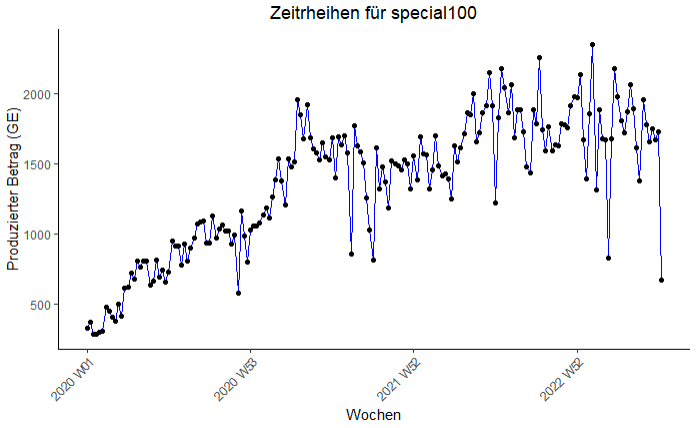 Zeitrheihen für special100
Produzierter Betrag (GE)
2000
1500
1000
500
2020 W01
2020 W53
2021 W52
2022 W52
Wochen